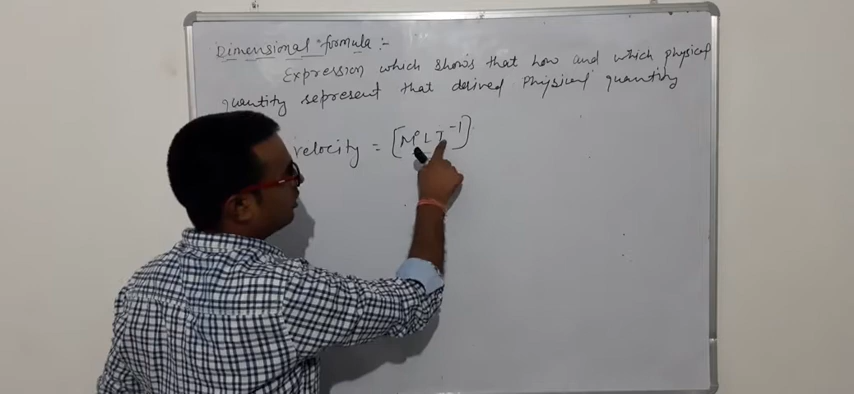 Dimensional formula :-
Expression which shows that how and which physical
quantity represent that derived Physical quantity
velocity = [M⁰LT⁻¹]